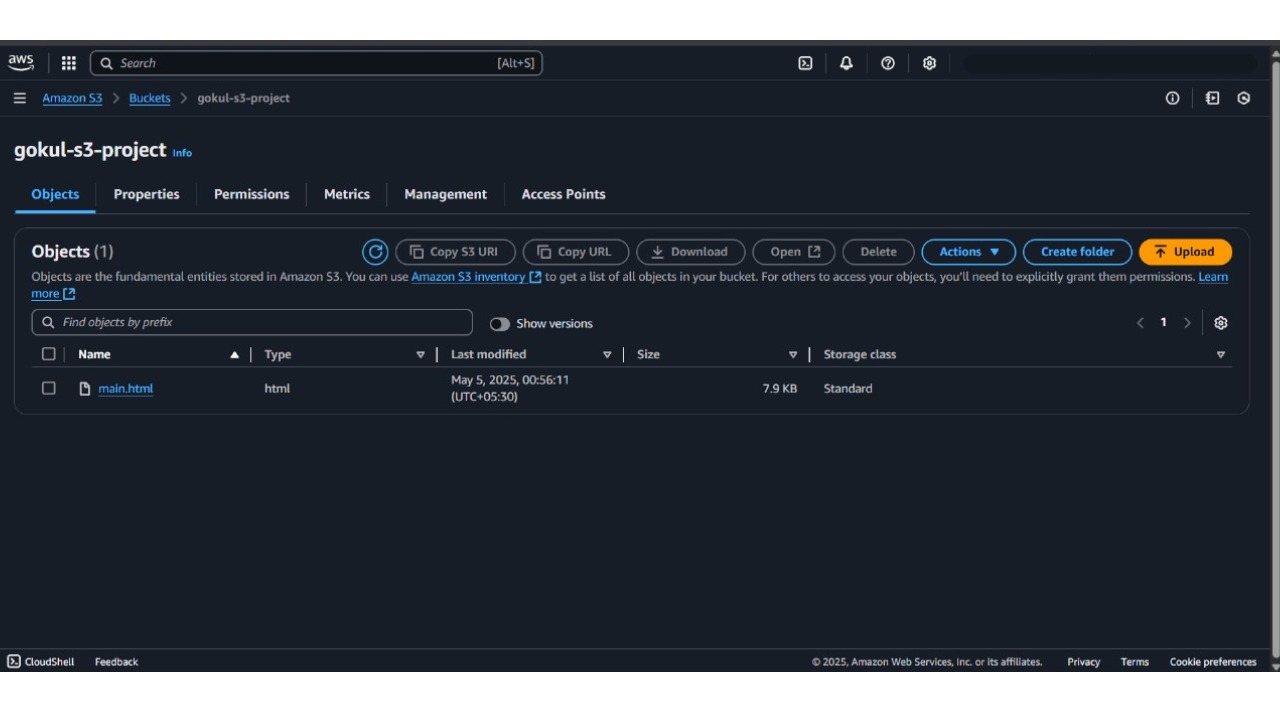 aws
Search [Alt+S]
Amazon S3 > Buckets > gokul-s3-project
gokul-s3-project Info
Objects Properties Permissions Metrics Management Access Points
Objects (1) Copy S3 URI Copy URL Download Open Delete Actions Create folder Upload
Objects are the fundamental entities stored in Amazon S3. You can use Amazon S3 inventory to get a list of all objects in your bucket. For others to access your objects, you'll need to explicitly grant them permissions. Learn
more
Find objects by prefix Show versions 1
Name Type Last modified Size Storage class
main.html html May 5, 2025, 00:56:11 7.9 KB Standard
(UTC+05:30)
CloudShell Feedback © 2025, Amazon Web Services, Inc. or its affiliates. Privacy Terms Cookie preferences